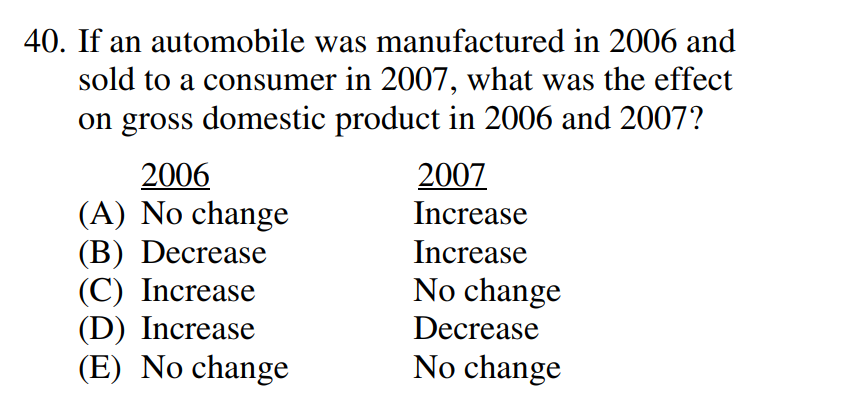 40. If an automobile was manufactured in 2006 and
sold to a consumer in 2007, what was the effect
on gross domestic product in 2006 and 2007?
2006 2007
(A) No change Increase
(B) Decrease Increase
(C) Increase No change
(D) Increase Decrease
(E) No change No change